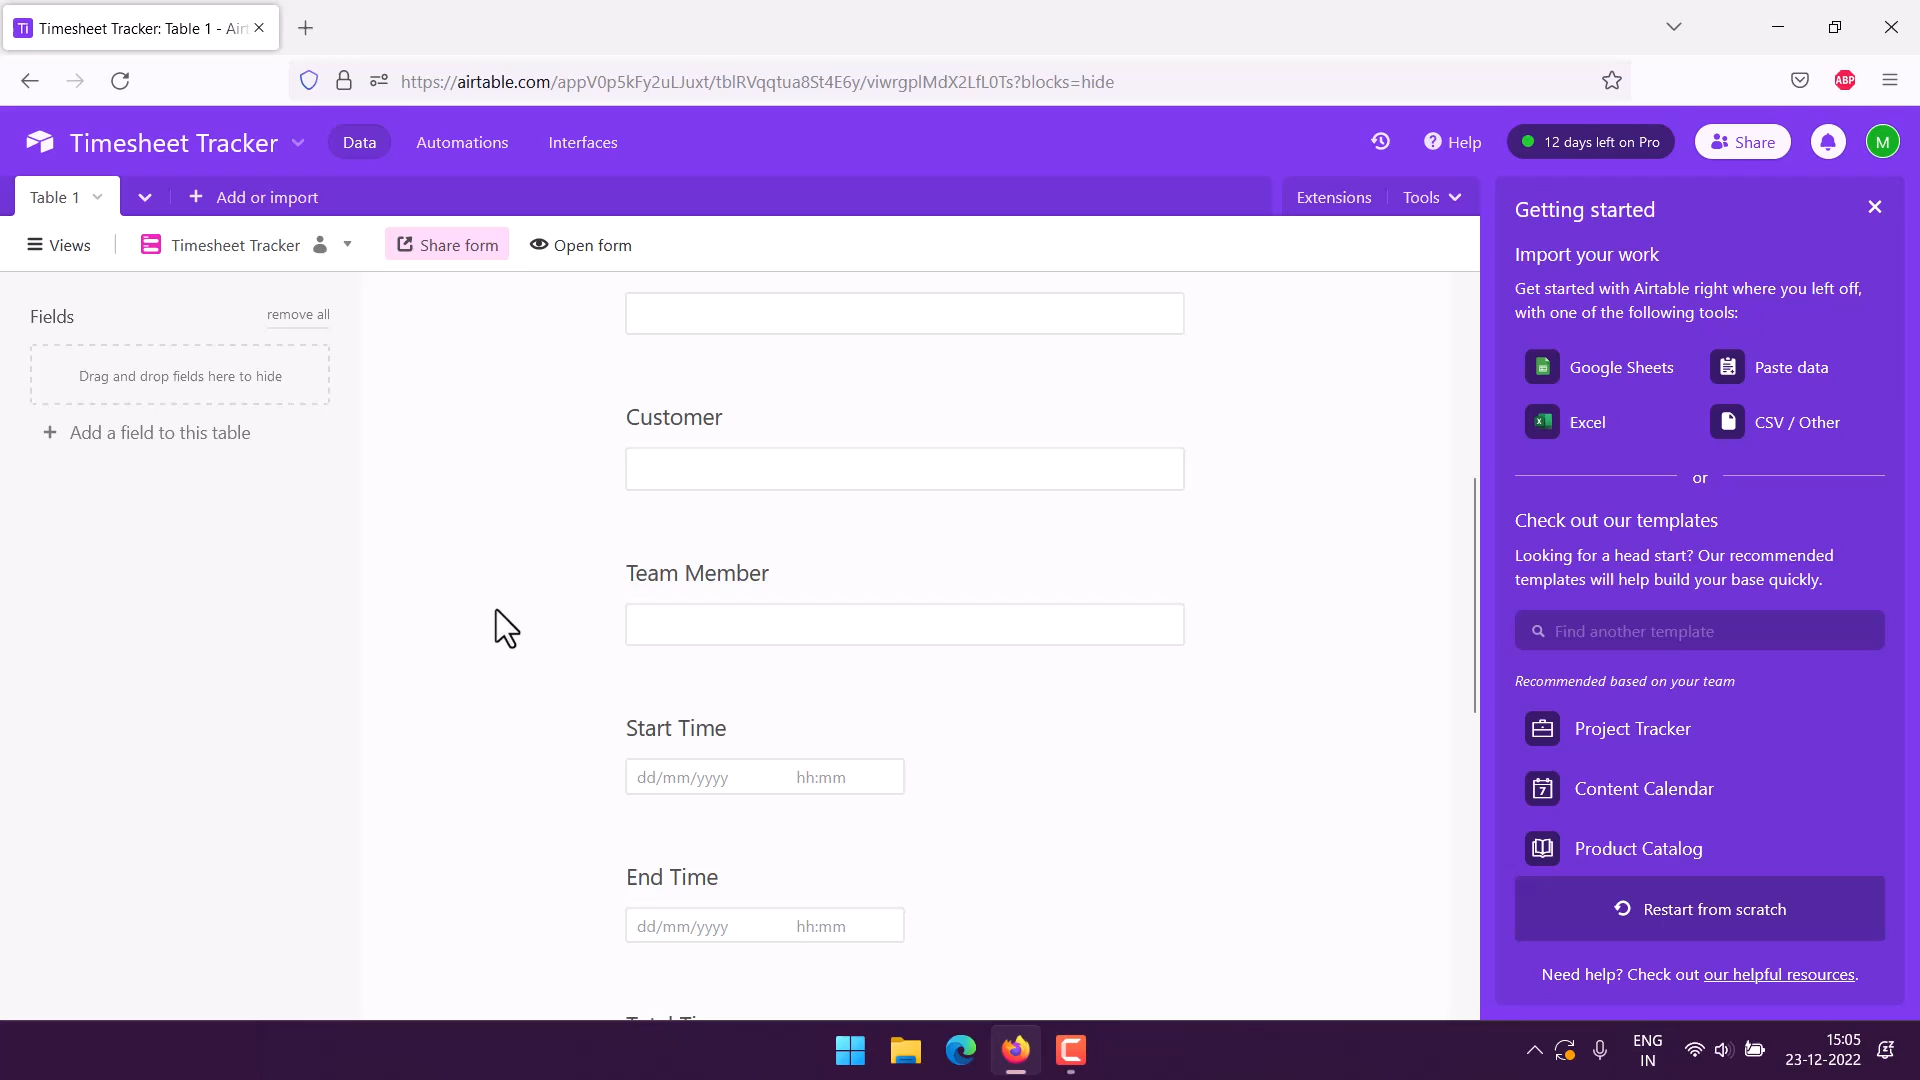 Ti Timesheet Tracker: Table 1 - Airt
https://airtable.com/appV0p5kFy2uLJuxt/tblRVqqtua8St4E6y/viwrgplMdX2LfL0Ts?blocks=hide
ABP
Timesheet Tracker
Data
Automations
Interfaces
Help
12 days left on Pro
Share
M
Table 1
Add or import
Extensions
Tools
Views
Timesheet Tracker
Share form
Open form
Fields
remove all
Drag and drop fields here to hide
Add a field to this table
Customer
Team Member
Start Time
dd/mm/yyyy hh:mm
End Time
dd/mm/yyyy hh:mm
Getting started
Import your work
Get started with Airtable right where you left off,
with one of the following tools:
Google Sheets
Paste data
Excel
CSV / Other
or
Check out our templates
Looking for a head start? Our recommended
templates will help build your base quickly.
Find another template
Recommended based on your team
Project Tracker
7
Content Calendar
Product Catalog
Restart from scratch
Need help? Check out our helpful resources.
ENG
IN
15:05
23-12-2022